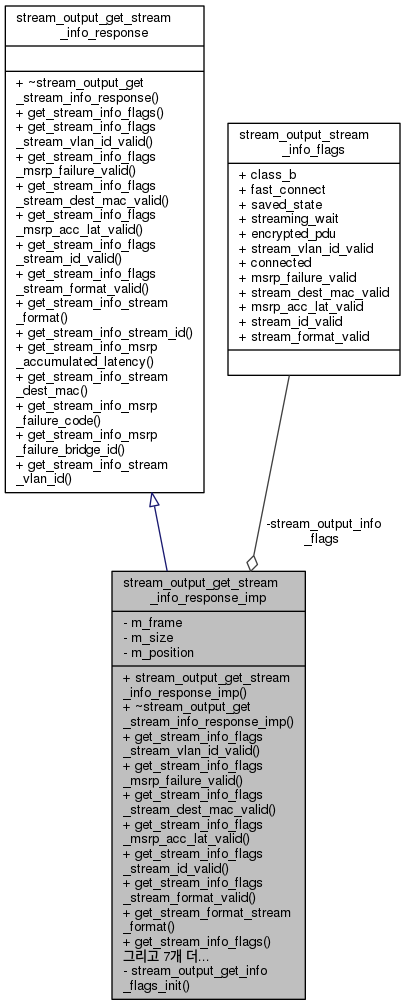 stream_output_get_stream
_info_response
+ ~stream_output_get
_stream_info_response()
+ get_stream_info_flags()
+ get_stream_info_flags
_stream_vlan_id_valid()
+ get_stream_info_flags
_msrp_failure_valid()
+ get_stream_info_flags
_stream_dest_mac_valid()
+ get_stream_info_flags
_msrp_acc_lat_valid()
+ get_stream_info_flags
_stream_id_valid()
+ get_stream_info_flags
_stream_format_valid()
+ get_stream_info_stream
_format()
+ get_stream_info_stream_id()
+ get_stream_info_msrp
_accumulated_latency()
+ get_stream_info_stream
_dest_mac()
+ get_stream_info_msrp
_failure_code()
+ get_stream_info_msrp
_failure_bridge_id()
+ get_stream_info_stream
_vlan_id()
stream_output_stream
_info_flags
+ class_b
+ fast_connect
+ saved_state
+ streaming_wait
+ encrypted_pdu
+ stream_vlan_id_valid
+ connected
+ msrp_failure_valid
+ stream_dest_mac_valid
+ msrp_acc_lat_valid
+ stream_id_valid
+ stream_format_valid
-stream_output_info
_flags
stream_output_get_stream
_info_response_imp
- m_frame
- m_size
- m_position
+ stream_output_get_stream
_info_response_imp()
+ ~stream_output_get
_stream_info_response_imp()
+ get_stream_info_flags
_stream_vlan_id_valid()
+ get_stream_info_flags
_msrp_failure_valid()
+ get_stream_info_flags
_stream_dest_mac_valid()
+ get_stream_info_flags
_msrp_acc_lat_valid()
+ get_stream_info_flags
_stream_id_valid()
+ get_stream_info_flags
_stream_format_valid()
+ get_stream_format_stream
_format()
+ get_stream_info_flags()
그리고 7개 더...
- stream_output_get_info
_flags_init()